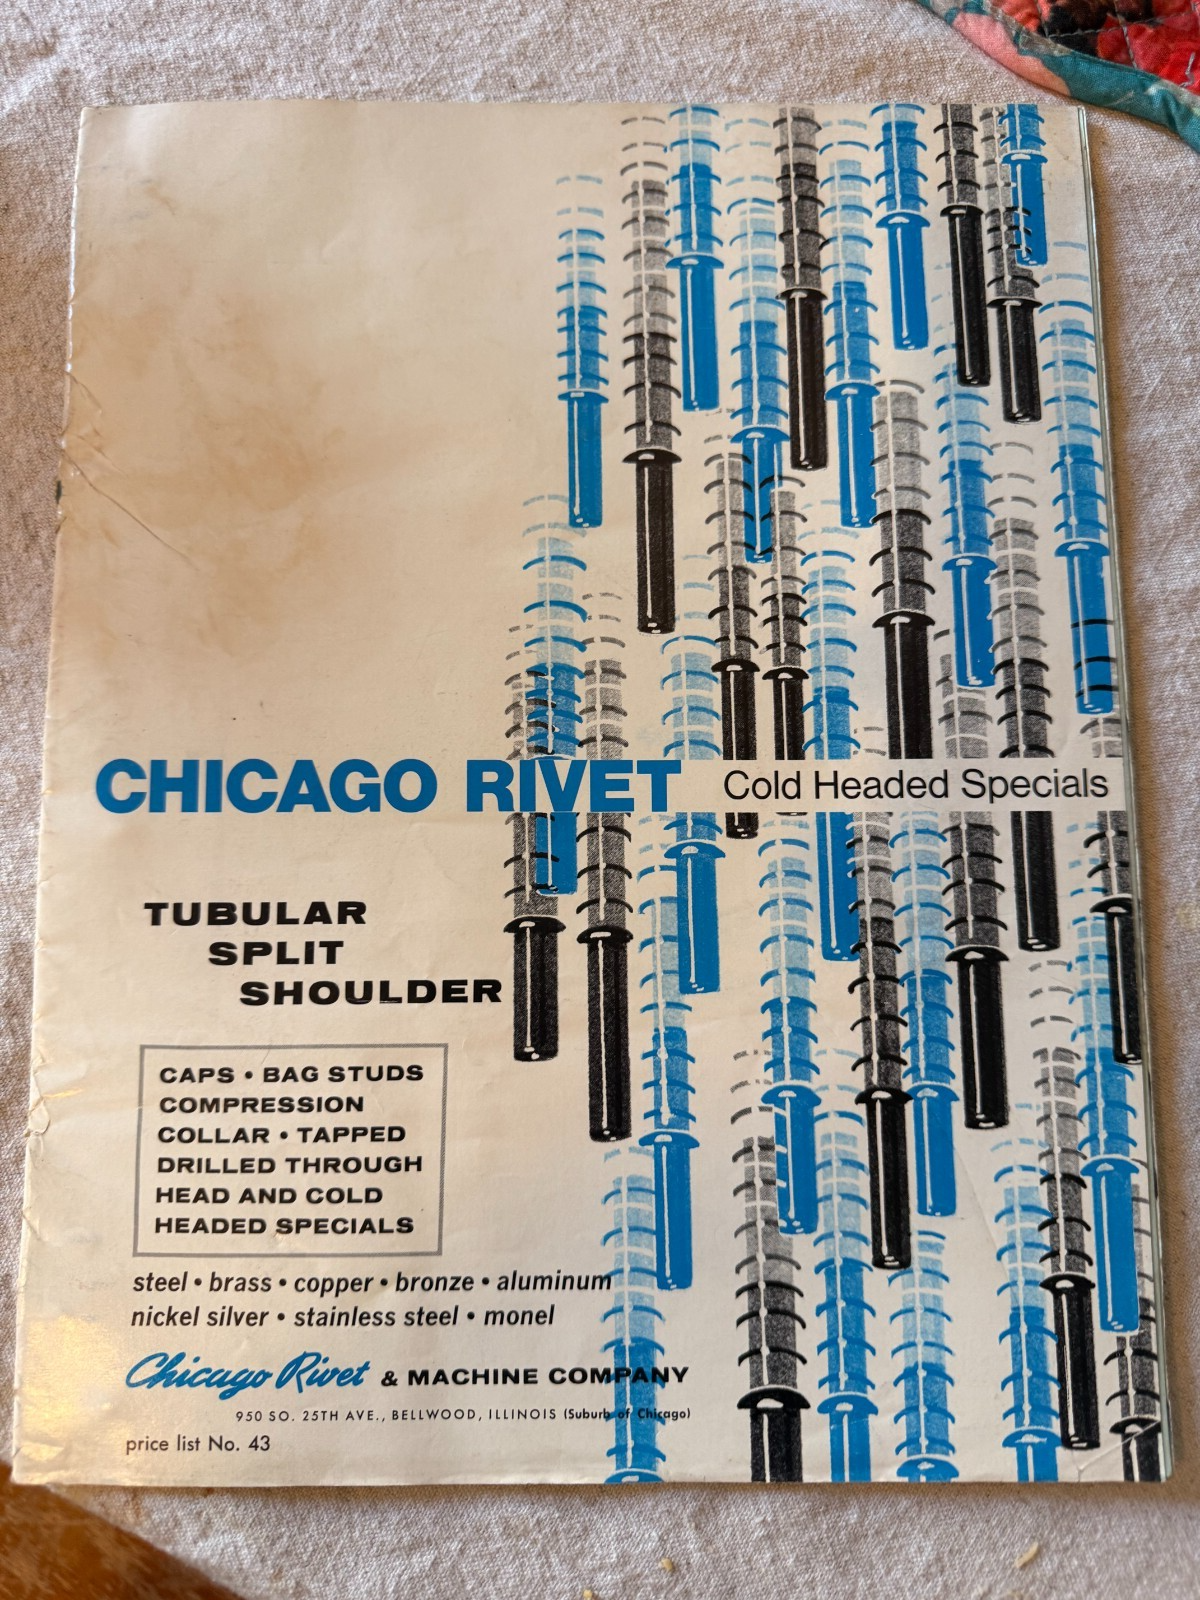 CHICAGO RIVET Cold Headed Specials
TUBULAR
SPLIT
SHOULDER
CAPS • BAG STUDS
COMPRESSION
COLLAR • TAPPED
DRILLED THROUGH
HEAD AND COLD
HEADED SPECIALS
steel • brass • copper • bronze • aluminum
nickel silver • stainless steel • monel
Chicago Rivet & MACHINE COMPANY
950 SO. 25TH AVE., BELLWOOD, ILLINOIS (Suburb of Chicago)
price list No. 43